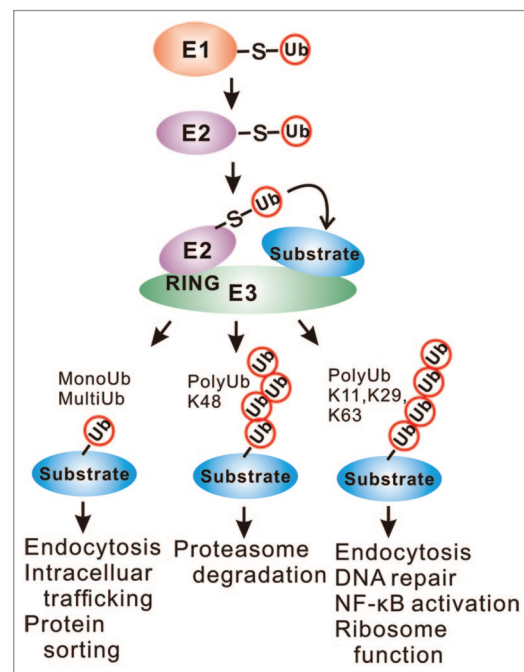 E1 -S- Ub
E2 -S- Ub
S Ub
E2
Substrate
RING
E3
MonoUb
MultiUb
Ub
Substrate
Endocytosis
Intracelluar
trafficking
Protein
sorting
PolyUb
K48
Ub
Ub
Ub
Ub
Ub
Substrate
Proteasome
degradation
PolyUb
K11,K29,
K63
Ub
Ub
Ub
Ub
Ub
Substrate
Endocytosis
DNA repair
NF-κB activation
Ribosome
function